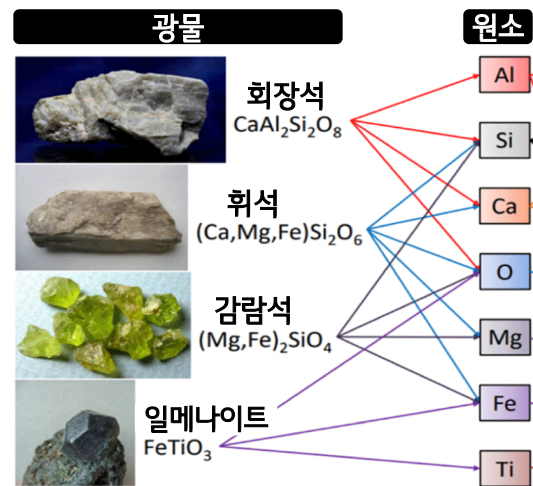 광물
원소
회장석
CaAl₂Si₂O₈
휘석
(Ca,Mg,Fe)Si₂O₆
감람석
(Mg,Fe)₂SiO₄
일메나이트
FeTiO₃
Al
Si
Ca
O
Mg
Fe
Ti